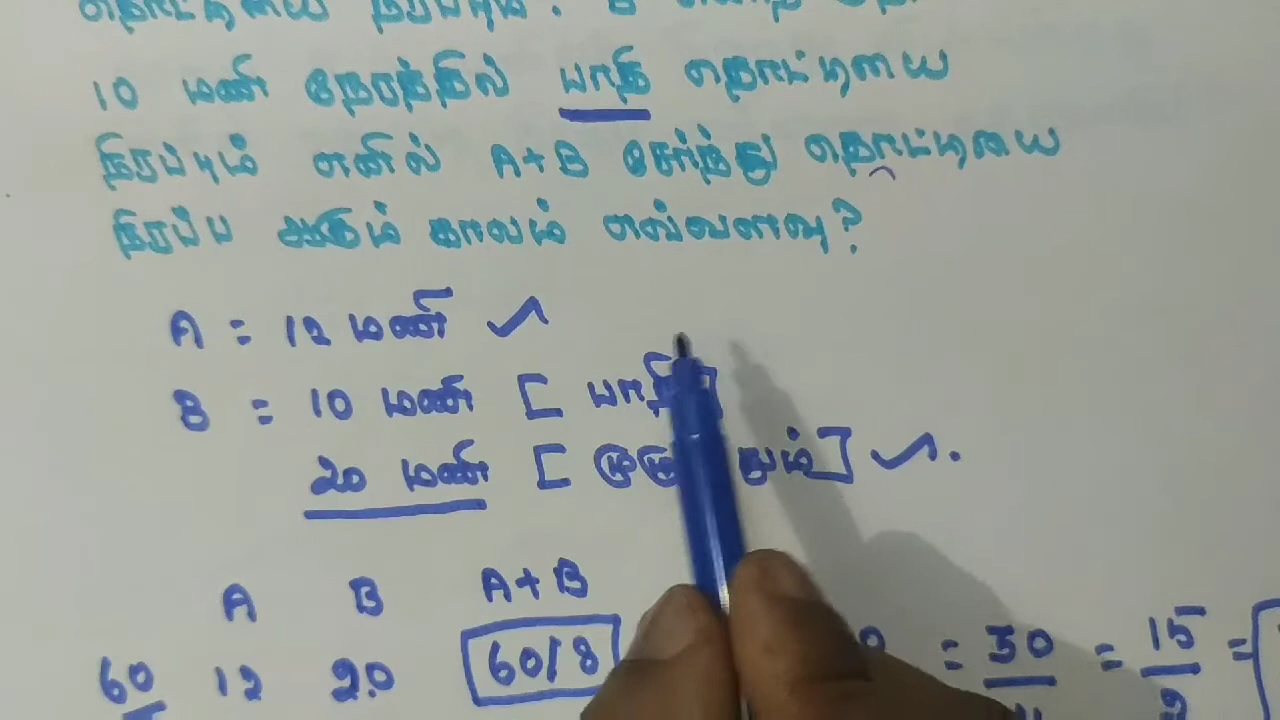 தொட்டியை நிரப்பும். B
10 மணி நேரத்தில் பாதி தொட்டியை
நிரப்பும் எனில் A+B சேர்ந்து தொட்டியை
நிரப்ப ஆகும் காலம் எவ்வளவு?
A = 12 மணி ✓
B = 10 மணி [
20 மணி [ ] ✓.
A B A+B
60 12 20 60/8 = 30 = 15 =